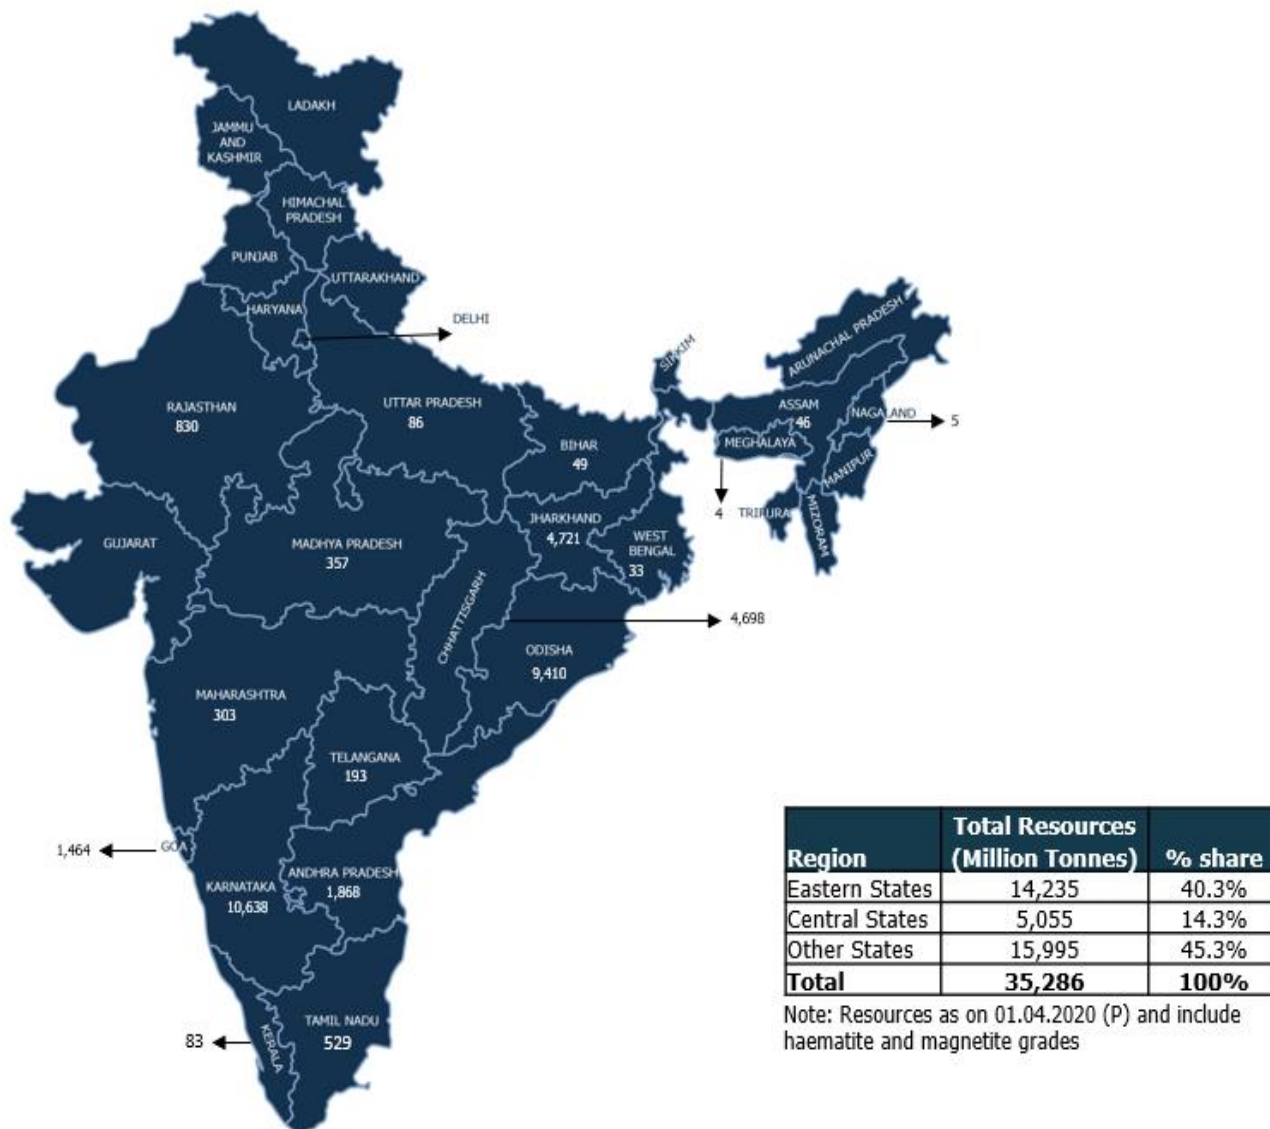 LADAKH
JAMMU
AND
KASHMIR
HIMACHAL
PRADESH
PUNJAB
UTTARAKHAND
HARYANA
DELHI
ARUNACHAL PRADESH
SIKKIM
RAJASTHAN
830
UTTAR PRADESH
86
ASSAM
46
NAGALAND
5
BIHAR
49
MEGHALAYA
MANIPUR
4
TRIPURA
MIZORAM
GUJARAT
MADHYA PRADESH
357
JHARKHAND
4,721
WEST
BENGAL
33
CHHATTISGARH
4,698
ODISHA
9,410
MAHARASHTRA
303
TELANGANA
193
1,464
GOA
KARNATAKA
10,638
ANDHRA PRADESH
1,868
83
KERALA
TAMIL NADU
529
Region Total Resources (Million Tonnes) % share
Eastern States 14,235 40.3%
Central States 5,055 14.3%
Other States 15,995 45.3%
Total 35,286 100%
Note: Resources as on 01.04.2020 (P) and include
haematite and magnetite grades